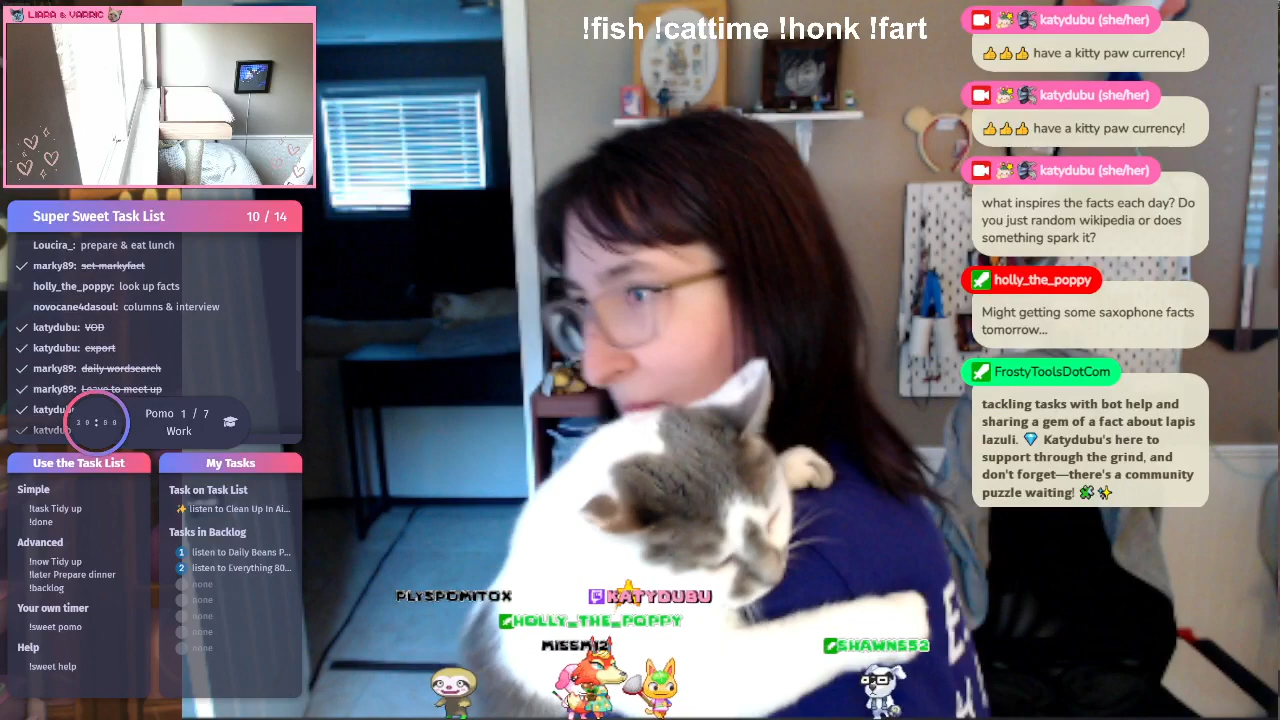 LIARA & VARRIC
!fish !cattime !honk !fart
Super Sweet Task List 10 / 14
Loucira_: prepare & eat lunch
marky89: set markyfact
holly_the_poppy: look up facts
novocane4dasoul: columns & interview
katydubu: VOD
katydubu: export
marky89: daily wordsearch
marky89: Leave to meet up
Pomo 1 / 7
Work
Use the Task List
Simple
!task Tidy up
!done
Advanced
!now Tidy up
!later Prepare dinner
!backlog
Your own timer
!sweet pomo
Help
!sweet help
My Tasks
Task on Task List
✨ listen to Clean Up In Ai...
Tasks in Backlog
1 listen to Daily Beans P...
2 listen to Everything 80...
none
none
none
none
none
katydubu (she/her)
👍👍👍 have a kitty paw currency!
katydubu (she/her)
👍👍👍 have a kitty paw currency!
katydubu (she/her)
what inspires the facts each day? Do
you just random wikipedia or does
something spark it?
holly_the_poppy
Might getting some saxophone facts
tomorrow...
FrostyToolsDotCom
tackling tasks with bot help and
sharing a gem of a fact about lapis
lazuli. 💎 Katydubu's here to
support through the grind, and
don't forget—there's a community
puzzle waiting! 🧩✨
PLYSPOMITOX
KATYDUBU
HOLLY_THE_POPPY
MISSM12
SHAWNS52